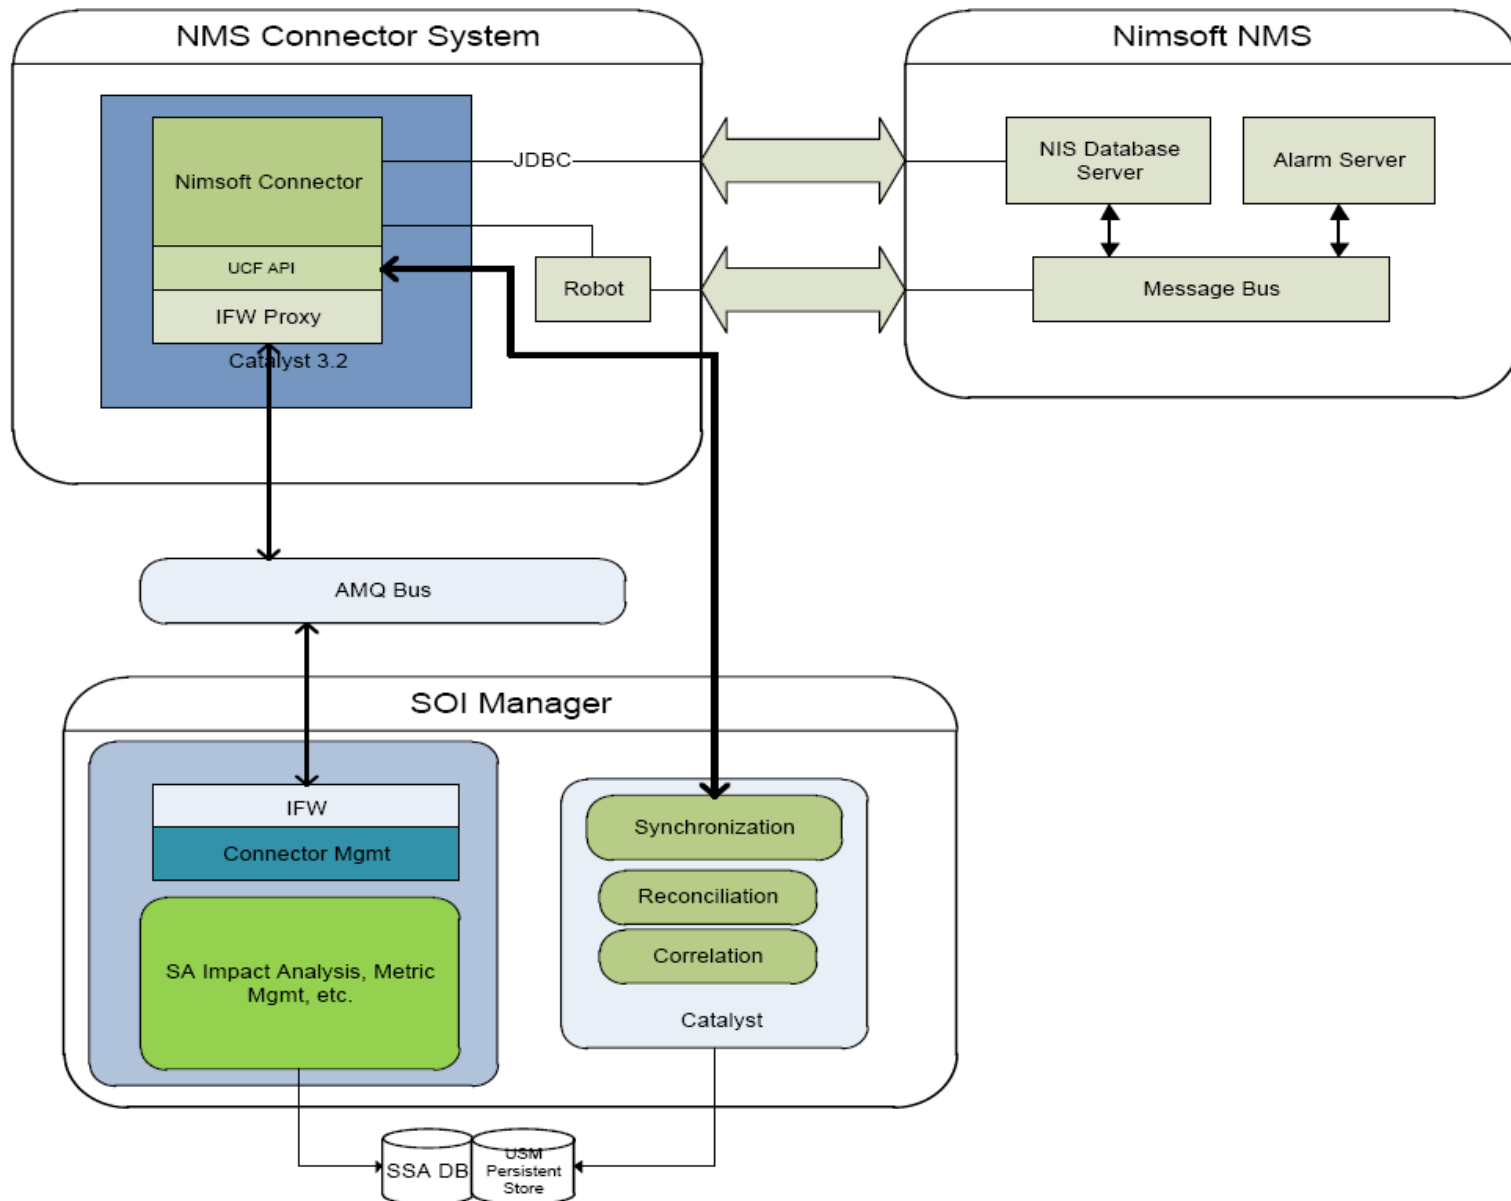 NMS Connector System
Nimsoft NMS
Nimsoft Connector
JDBC
NIS Database
Server
Alarm Server
UCF API
IFW Proxy
Robot
Message Bus
Catalyst 3.2
AMQ Bus
SOI Manager
IFW
Connector Mgmt
Synchronization
Reconciliation
Correlation
SA Impact Analysis, Metric
Mgmt, etc.
Catalyst
SSA DB
USM
Persistent
Store